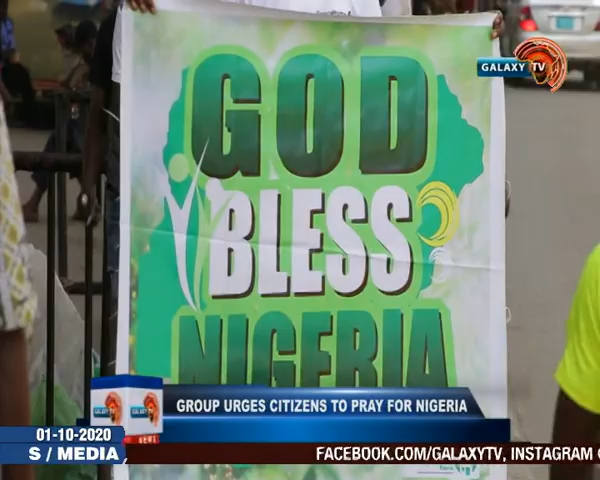 GALAXY TV
GOD
BLESS
NIGERIA
GROUP URGES CITIZENS TO PRAY FOR NIGERIA
NEWS
01-10-2020
S / MEDIA
FACEBOOK.COM/GALAXYTV, INSTAGRAM